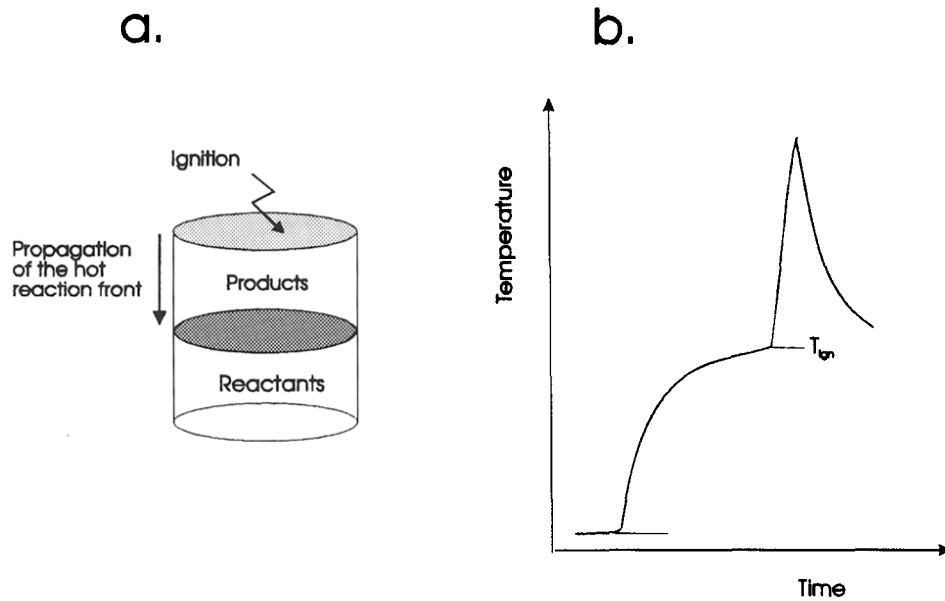 a.
Ignition
Propagation
of the hot
reaction front
Products
Reactants
b.
Temperature
T_Ign
Time